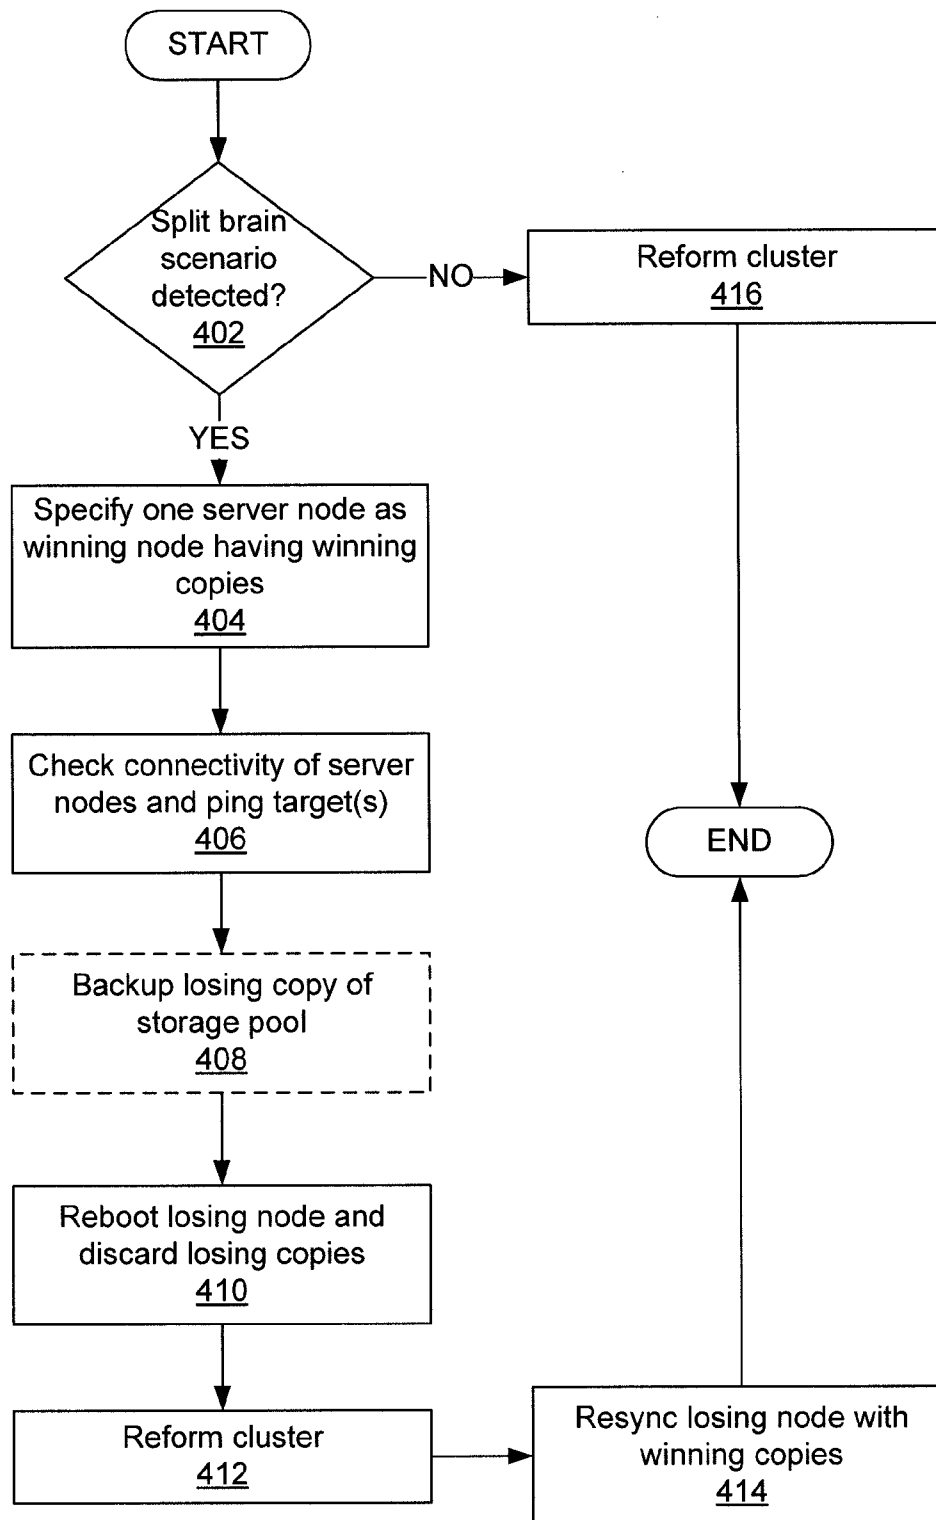 START
Split brain
scenario
detected?
402
NO
Reform cluster
416
YES
Specify one server node as
winning node having winning
copies
404
Check connectivity of server
nodes and ping target(s)
406
END
Backup losing copy of
storage pool
408
Reboot losing node and
discard losing copies
410
Reform cluster
412
Resync losing node with
winning copies
414